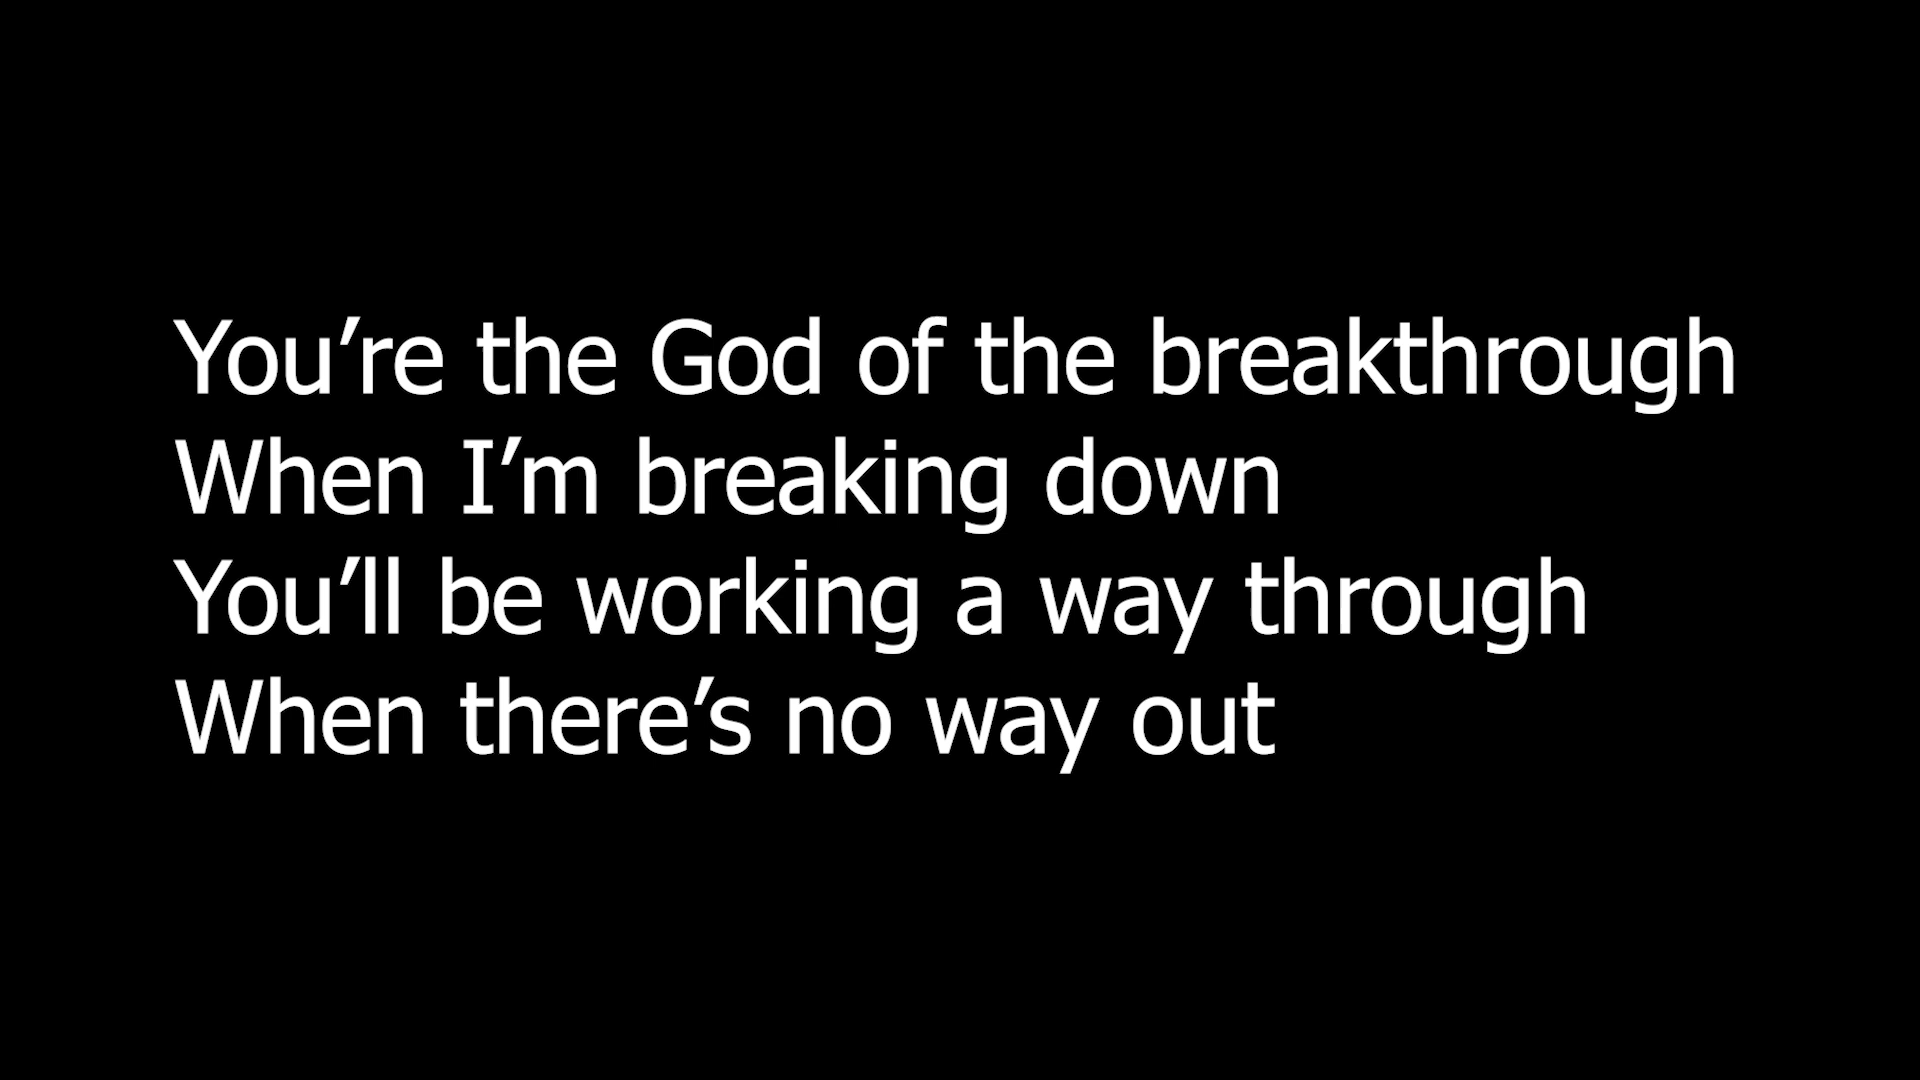 You’re the God of the breakthrough
When I’m breaking down
You’ll be working a way through
When there’s no way out